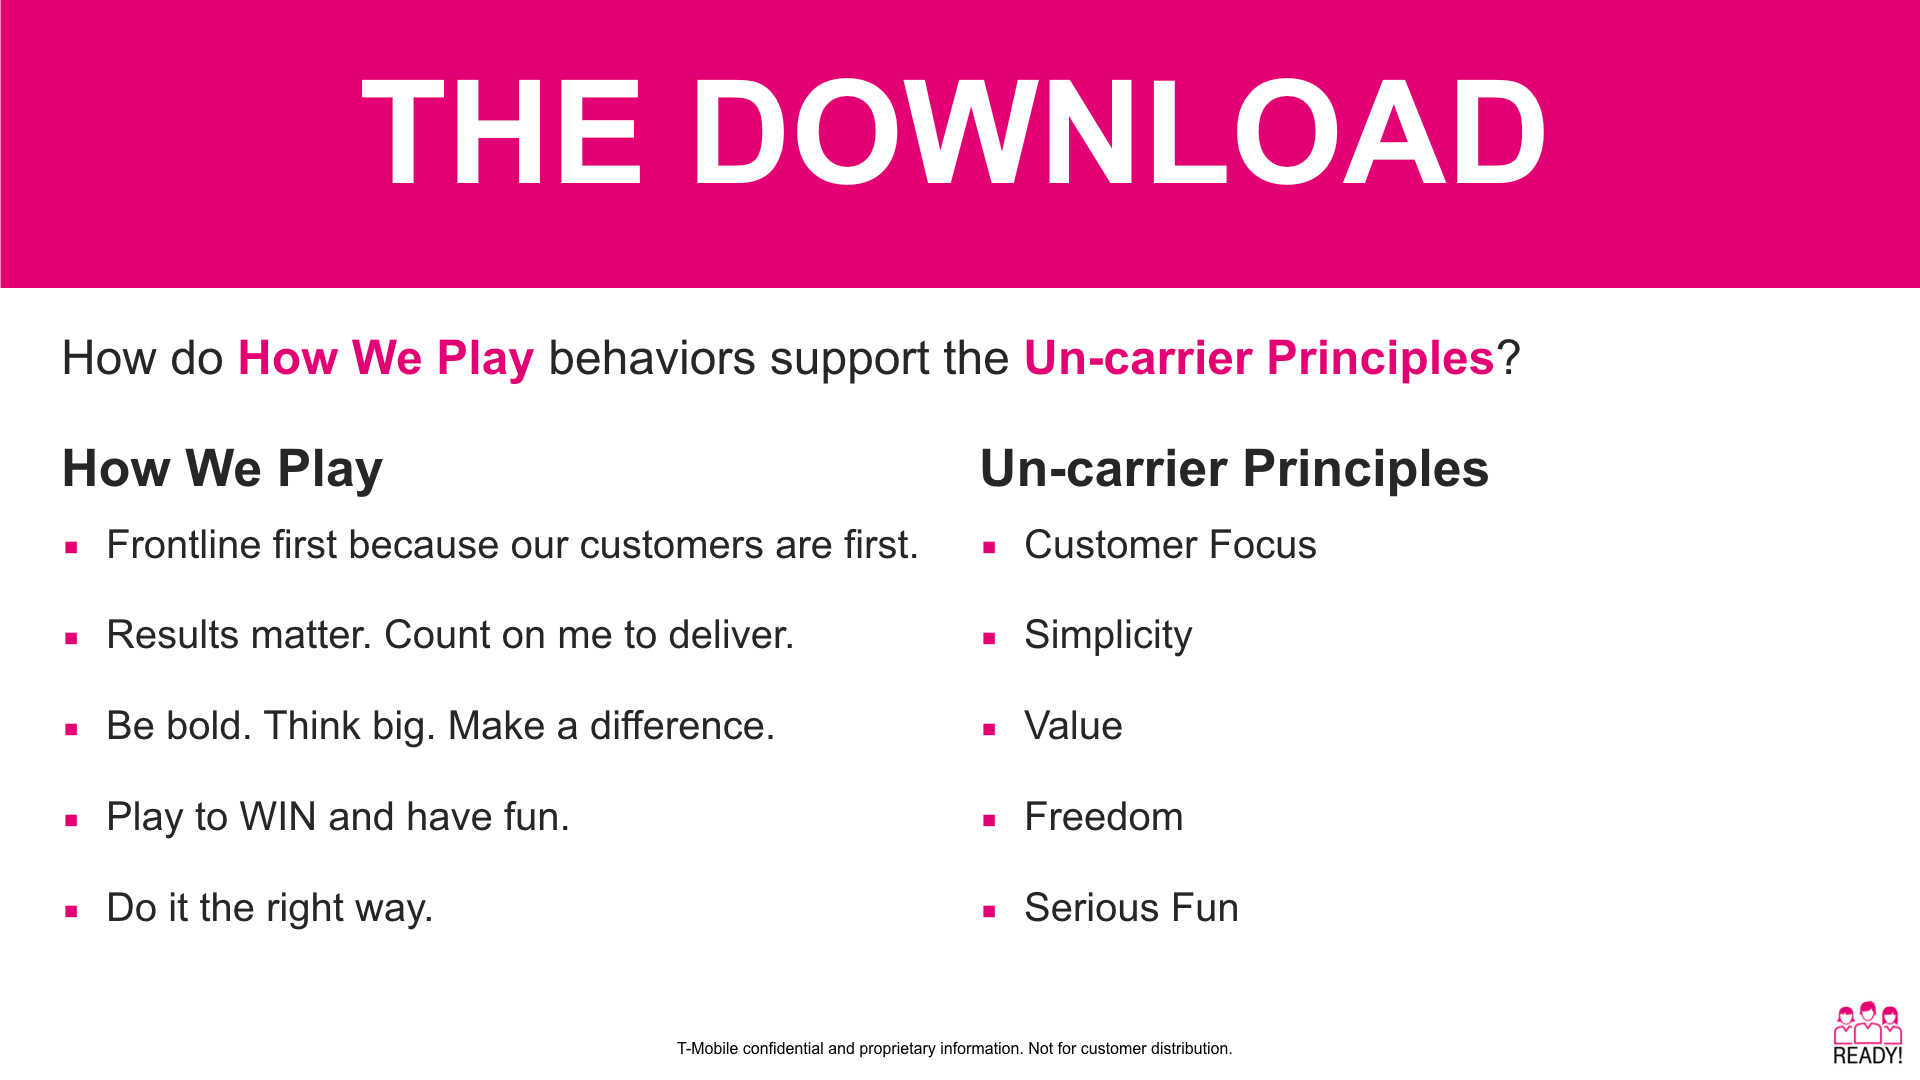 THE DOWNLOAD
How do How We Play behaviors support the Un-carrier Principles?
How We Play
Frontline first because our customers are first.
Results matter. Count on me to deliver.
Be bold. Think big. Make a difference.
Play to WIN and have fun.
Do it the right way.
Un-carrier Principles
Customer Focus
Simplicity
Value
Freedom
Serious Fun
T-Mobile confidential and proprietary information. Not for customer distribution.
READY!